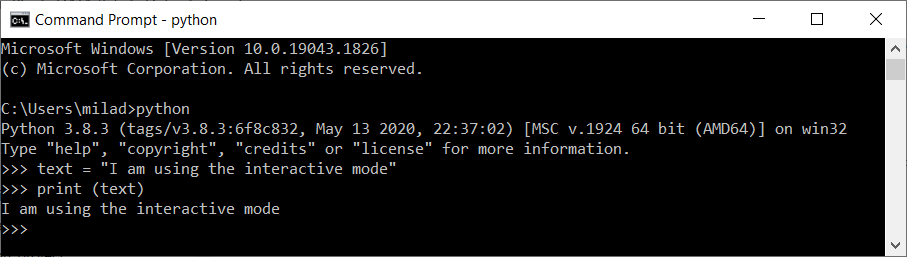 Command Prompt - python
Microsoft Windows [Version 10.0.19043.1826]
(c) Microsoft Corporation. All rights reserved.
C:\Users\milad>python
Python 3.8.3 (tags/v3.8.3:6f8c832, May 13 2020, 22:37:02) [MSC v.1924 64 bit (AMD64)] on win32
Type "help", "copyright", "credits" or "license" for more information.
>>> text = "I am using the interactive mode"
>>> print (text)
I am using the interactive mode
>>>